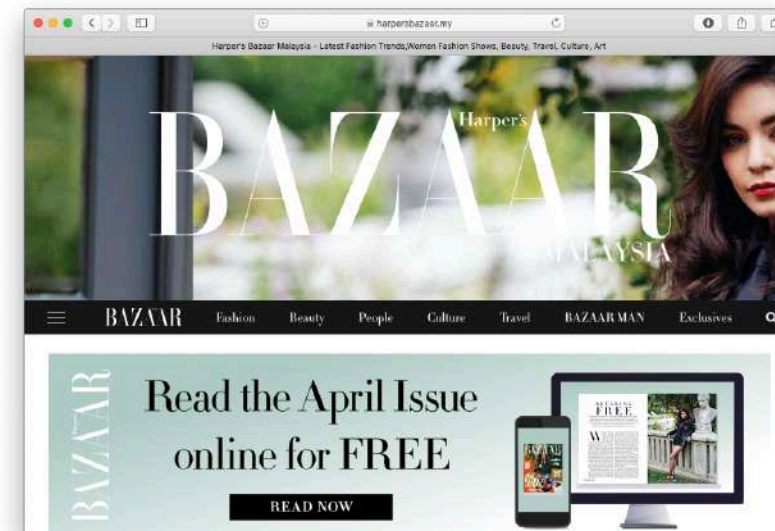 harpersbazaar.my
Harper's Bazaar Malaysia - Latest Fashion Trends,Women Fashion Shows, Beauty, Travel, Culture, Art
Harper's
BAZAAR
MALAYSIA
BAZAAR Fashion Beauty People Culture Travel BAZAAR MAN Exclusives
BAZAAR
Read the April Issue
online for FREE
READ NOW
BAZAAR
FREE